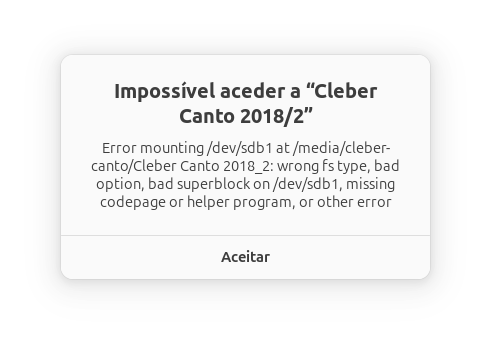 Impossível aceder a “Cleber
Canto 2018/2”
Error mounting /dev/sdb1 at /media/cleber-
canto/Cleber Canto 2018_2: wrong fs type, bad
option, bad superblock on /dev/sdb1, missing
codepage or helper program, or other error
Aceitar